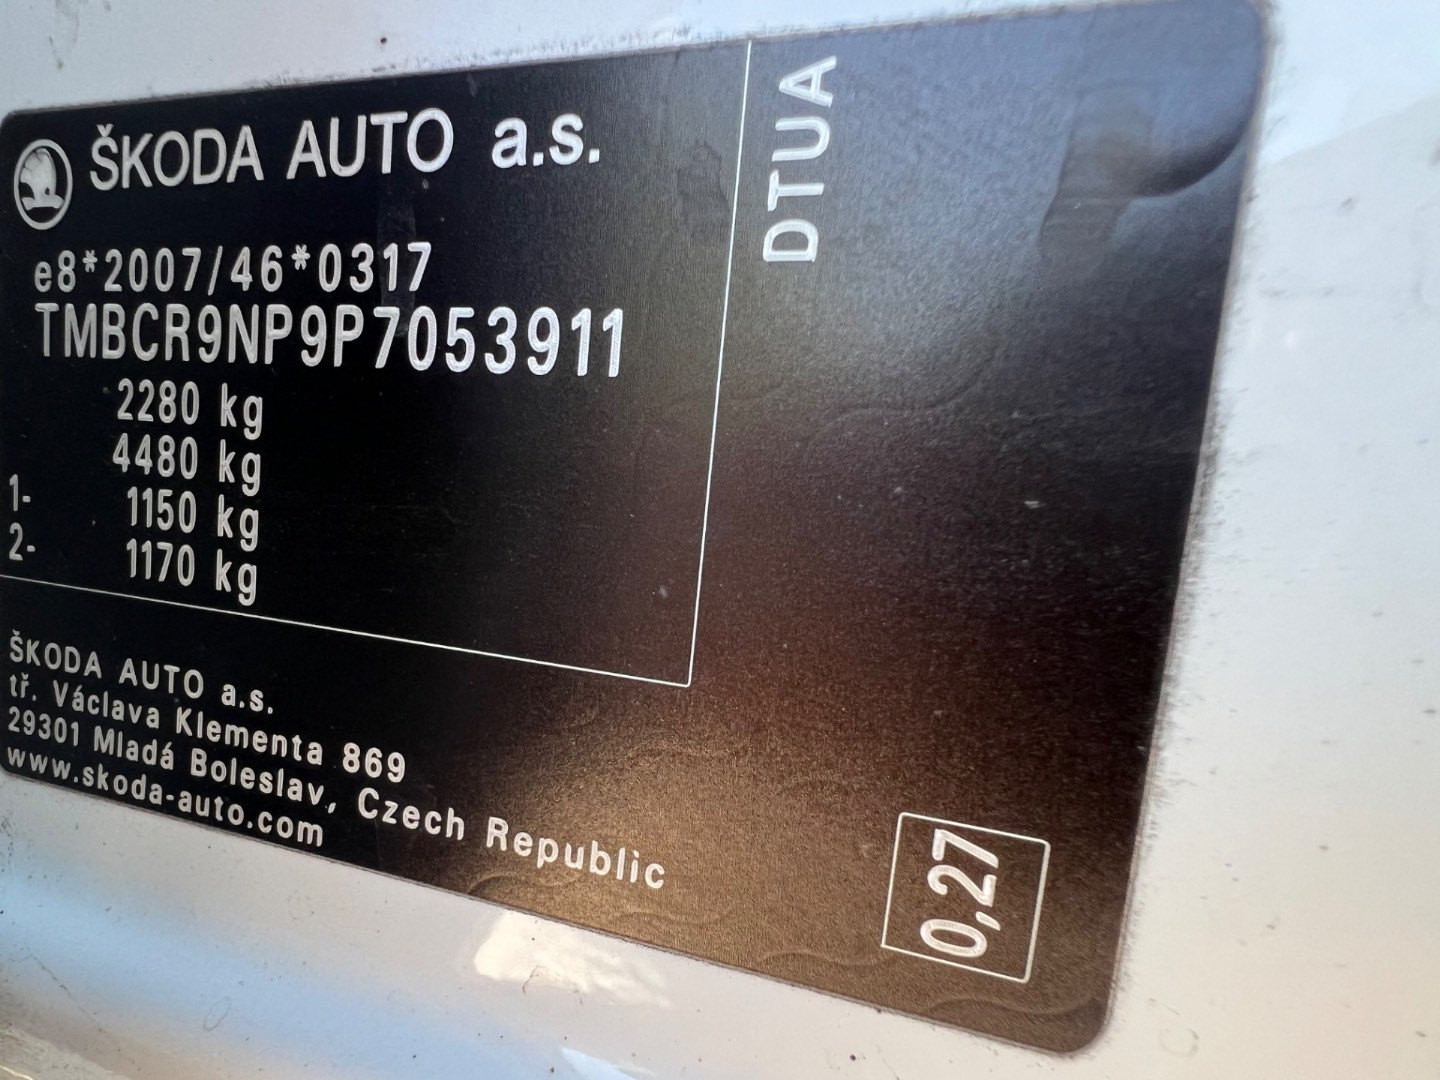 ŠKODA AUTO a.s.
e8*2007/46*0317
TMBCR9NP9P7053911
2280 kg
4480 kg
1- 1150 kg
2- 1170 kg
ŠKODA AUTO a.s.
tř. Václava Klementa 869
29301 Mladá Boleslav, Czech Republic
www.skoda-auto.com
DTUA
0,27